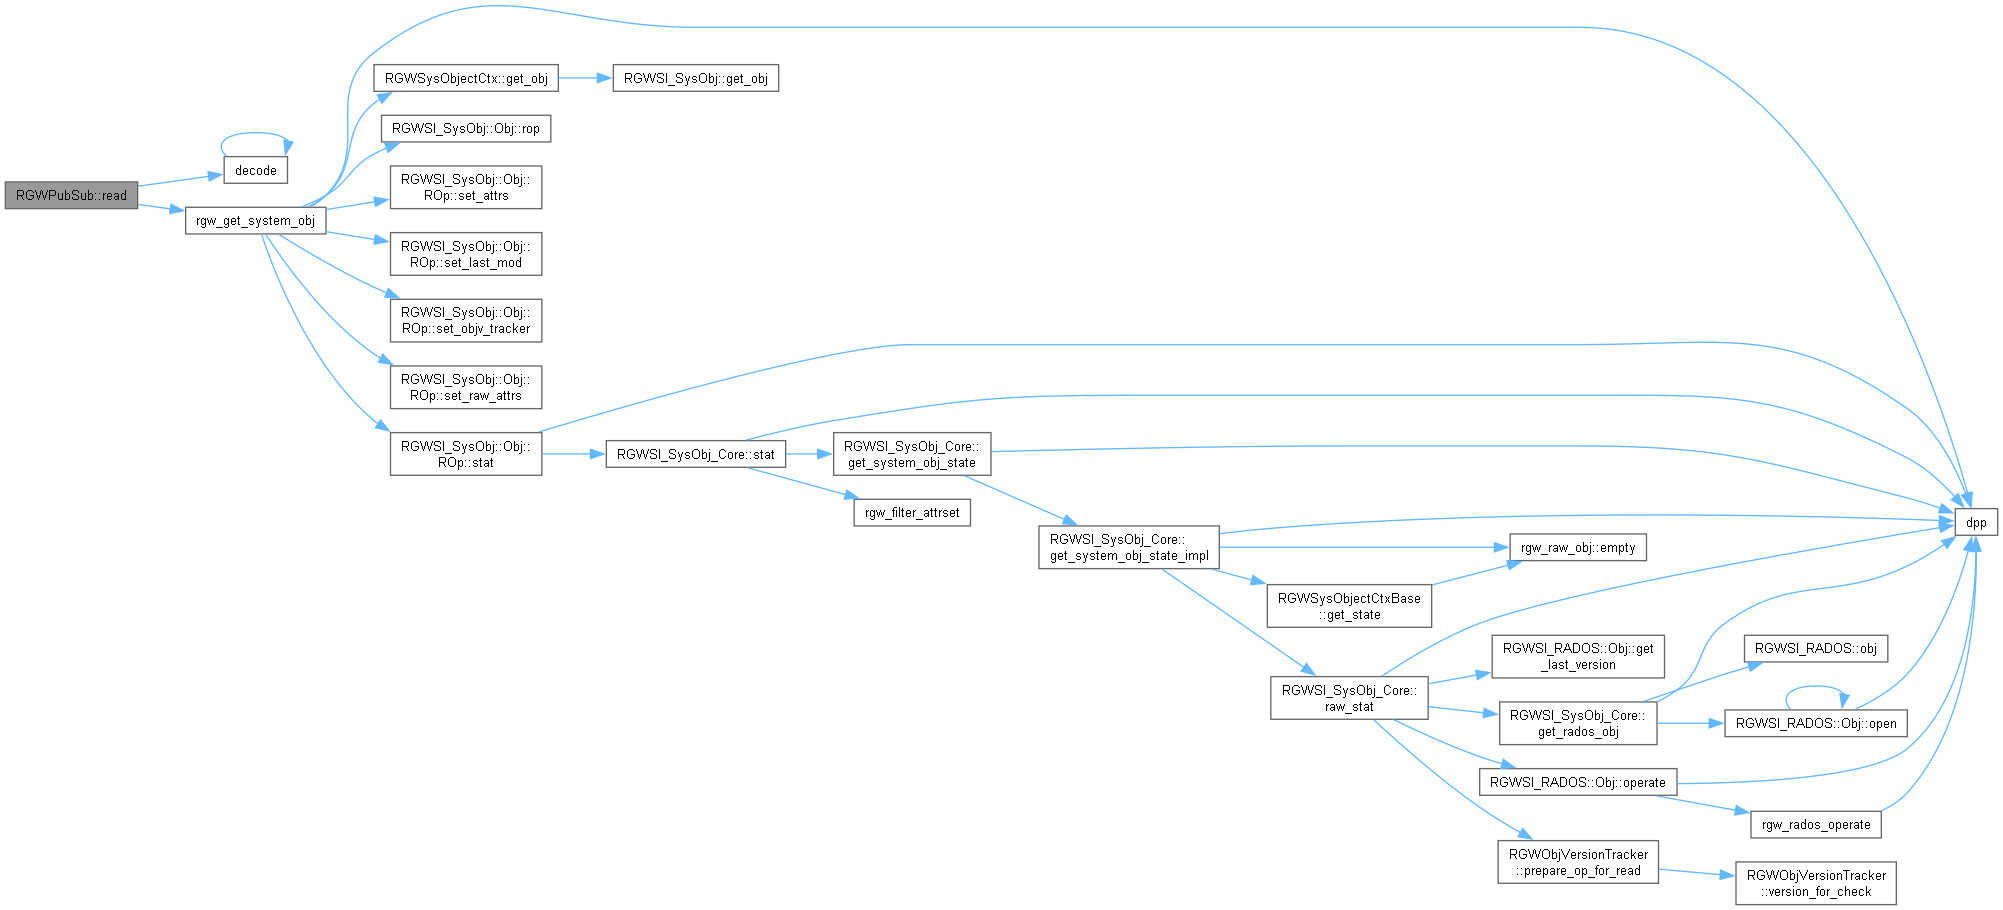 RGWPubSub::read
decode
rgw_get_system_obj
RGWSysObjectCtx::get_obj
RGWSI_SysObj::get_obj
RGWSI_SysObj::Obj::rop
RGWSI_SysObj::Obj::
ROp::set_attrs
RGWSI_SysObj::Obj::
ROp::set_last_mod
RGWSI_SysObj::Obj::
ROp::set_objv_tracker
RGWSI_SysObj::Obj::
ROp::set_raw_attrs
RGWSI_SysObj::Obj::
ROp::stat
RGWSI_SysObj_Core::stat
RGWSI_SysObj_Core::
get_system_obj_state
rgw_filter_attrset
RGWSI_SysObj_Core::
get_system_obj_state_impl
dpp
rgw_raw_obj::empty
RGWSysObjectCtxBase
::get_state
RGWSI_SysObj_Core::
raw_stat
RGWSI_RADOS::Obj::get
_last_version
RGWSI_SysObj_Core::
get_rados_obj
RGWSI_RADOS::obj
RGWSI_RADOS::Obj::open
RGWSI_RADOS::Obj::operate
rgw_rados_operate
RGWObjVersionTracker
::prepare_op_for_read
RGWObjVersionTracker
::version_for_check